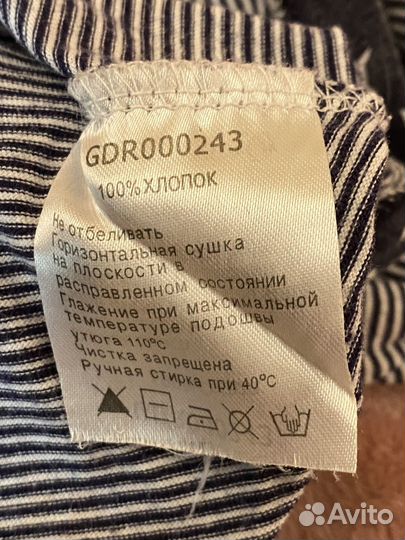 GDR000243
100%ХЛОПОК
Не отбеливать
Горизонтальная сушка
на плоскости в
расправленном состоянии
Глажение при максимальной
температуре подошвы
утюга 110°С
Чистка запрещена
Ручная стирка при 40°С
Avito